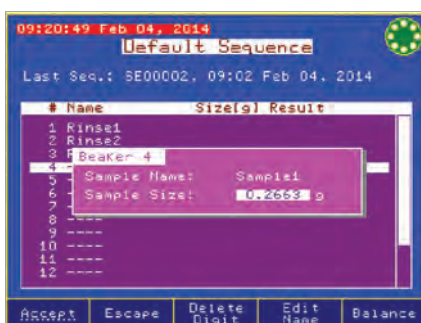 09:20:49 Feb 04, 2014
Default Sequence
Last Seq.: SE00002, 09:02 Feb 04, 2014
# Name Size[g] Result
1 Rinse1
2 Rinse2
3
Beaker 4
4
Sample Name: Sample1
5
Sample Size: 0.2663 g
6
7
8 ----
9 ----
10 ----
11 ----
12 ----
Accept Escape Delete Digit Edit Name Balance